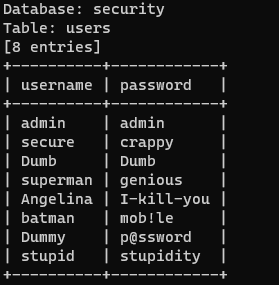 Database: security
Table: users
[8 entries]
+----------+------------+
| username | password   |
+----------+------------+
| admin    | admin      |
| secure   | crappy     |
| Dumb     | Dumb       |
| superman | genious    |
| Angelina | I-kill-you |
| batman   | mob!le     |
| Dummy    | p@ssword   |
| stupid   | stupidity  |
+----------+------------+